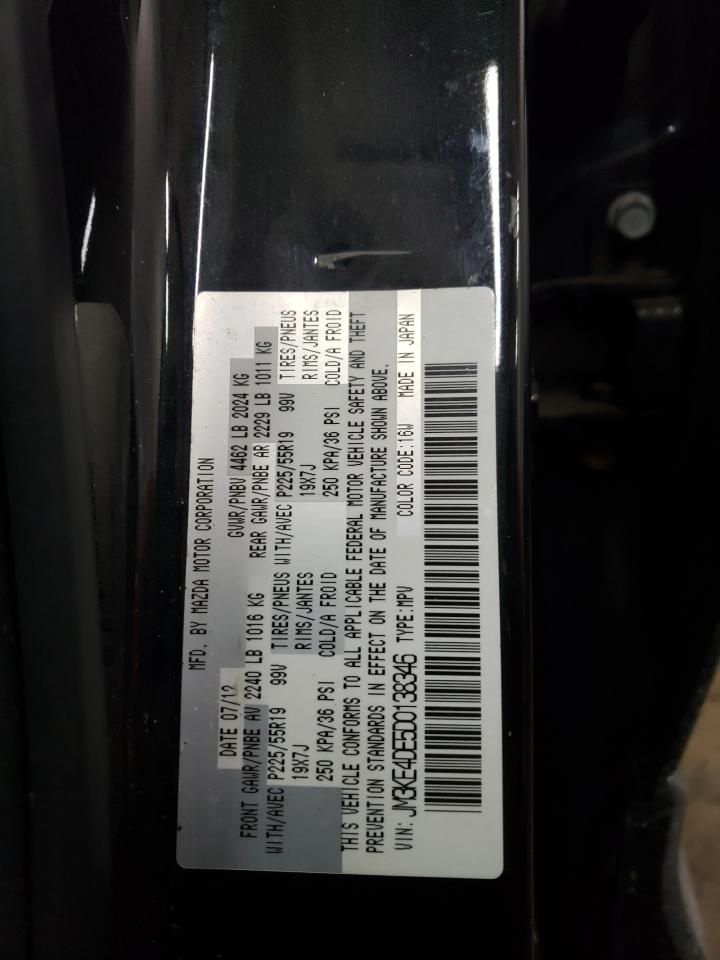 MFD. BY MAZDA MOTOR CORPORATION
DATE 07/12 GVWR/PNBV 4462 LB 2024 KG
FRONT GAWR/PNBE AV 2240 LB 1016 KG REAR GAWR/PNBE AR 2229 LB 1011 KG
WITH/AVEC P225/55R19 99V TIRES/PNEUS WITH/AVEC P225/55R19 99V TIRES/PNEUS
19X7J RIMS/JANTES 19X7J RIMS/JANTES
250 KPA/36 PSI COLD/A FROID 250 KPA/36 PSI COLD/A FROID
THIS VEHICLE CONFORMS TO ALL APPLICABLE FEDERAL MOTOR VEHICLE SAFETY AND THEFT
PREVENTION STANDARDS IN EFFECT ON THE DATE OF MANUFACTURE SHOWN ABOVE.
VIN: JM3KE4DE5D0138346 TYPE:MPV COLOR CODE:16W MADE IN JAPAN